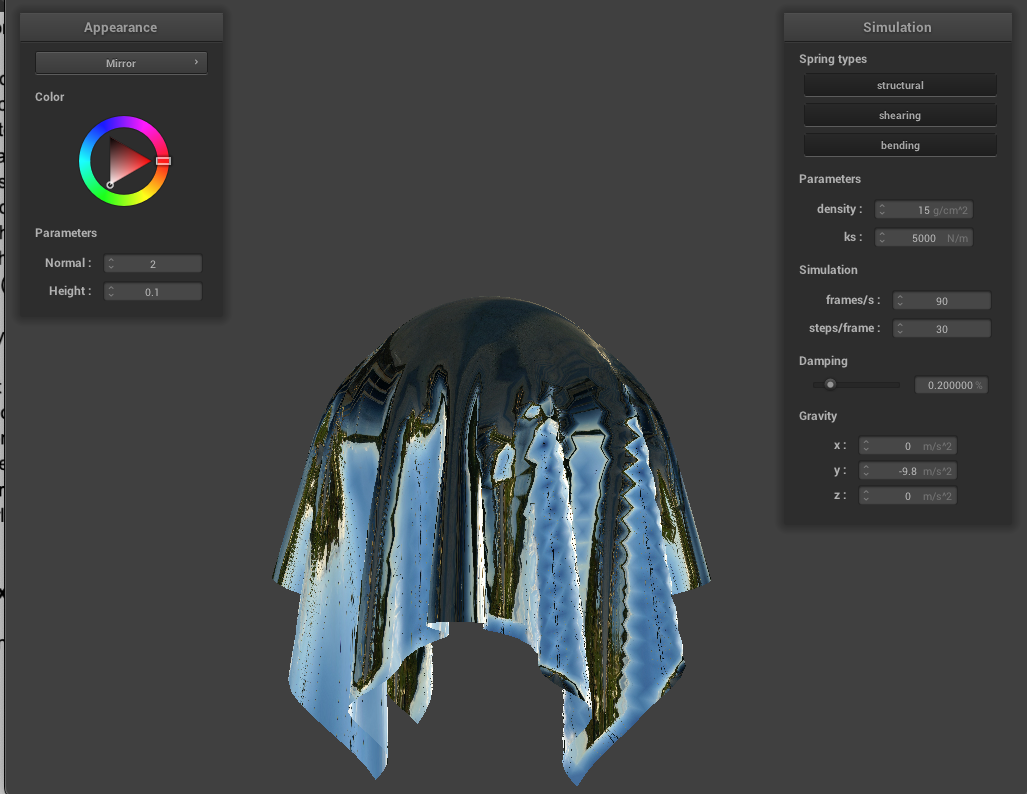 Appearance
Mirror
Color
Parameters
Normal : 2
Height : 0.1
Simulation
Spring types
structural
shearing
bending
Parameters
density : 15 g/cm^2
ks : 5000 N/m
Simulation
frames/s : 90
steps/frame : 30
Damping
0.200000 %
Gravity
x : 0 m/s^2
y : -9.8 m/s^2
z : 0 m/s^2